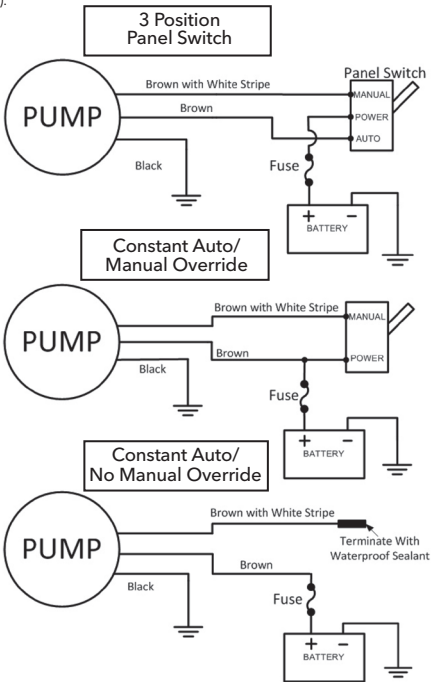 ).
3 Position
Panel Switch
Panel Switch
Brown with White Stripe
MANUAL
PUMP
Brown
POWER
AUTO
Black
Fuse
+ −
BATTERY
Constant Auto/
Manual Override
Brown with White Stripe
MANUAL
PUMP
Brown
POWER
Black
Fuse
+ −
BATTERY
Constant Auto/
No Manual Override
Brown with White Stripe
PUMP
Terminate With
Waterproof Sealant
Brown
Black
Fuse
+ −
BATTERY